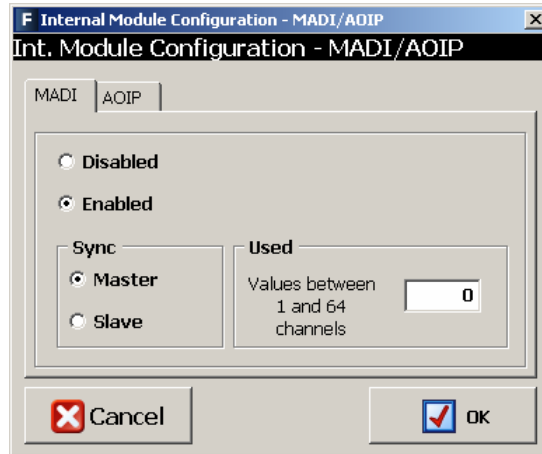 F Internal Module Configuration - MADI/AOIP
Int. Module Configuration - MADI/AOIP
MADI AOIP
Disabled
Enabled
Sync
Master
Slave
Used
Values between
1 and 64
channels
0
Cancel
OK